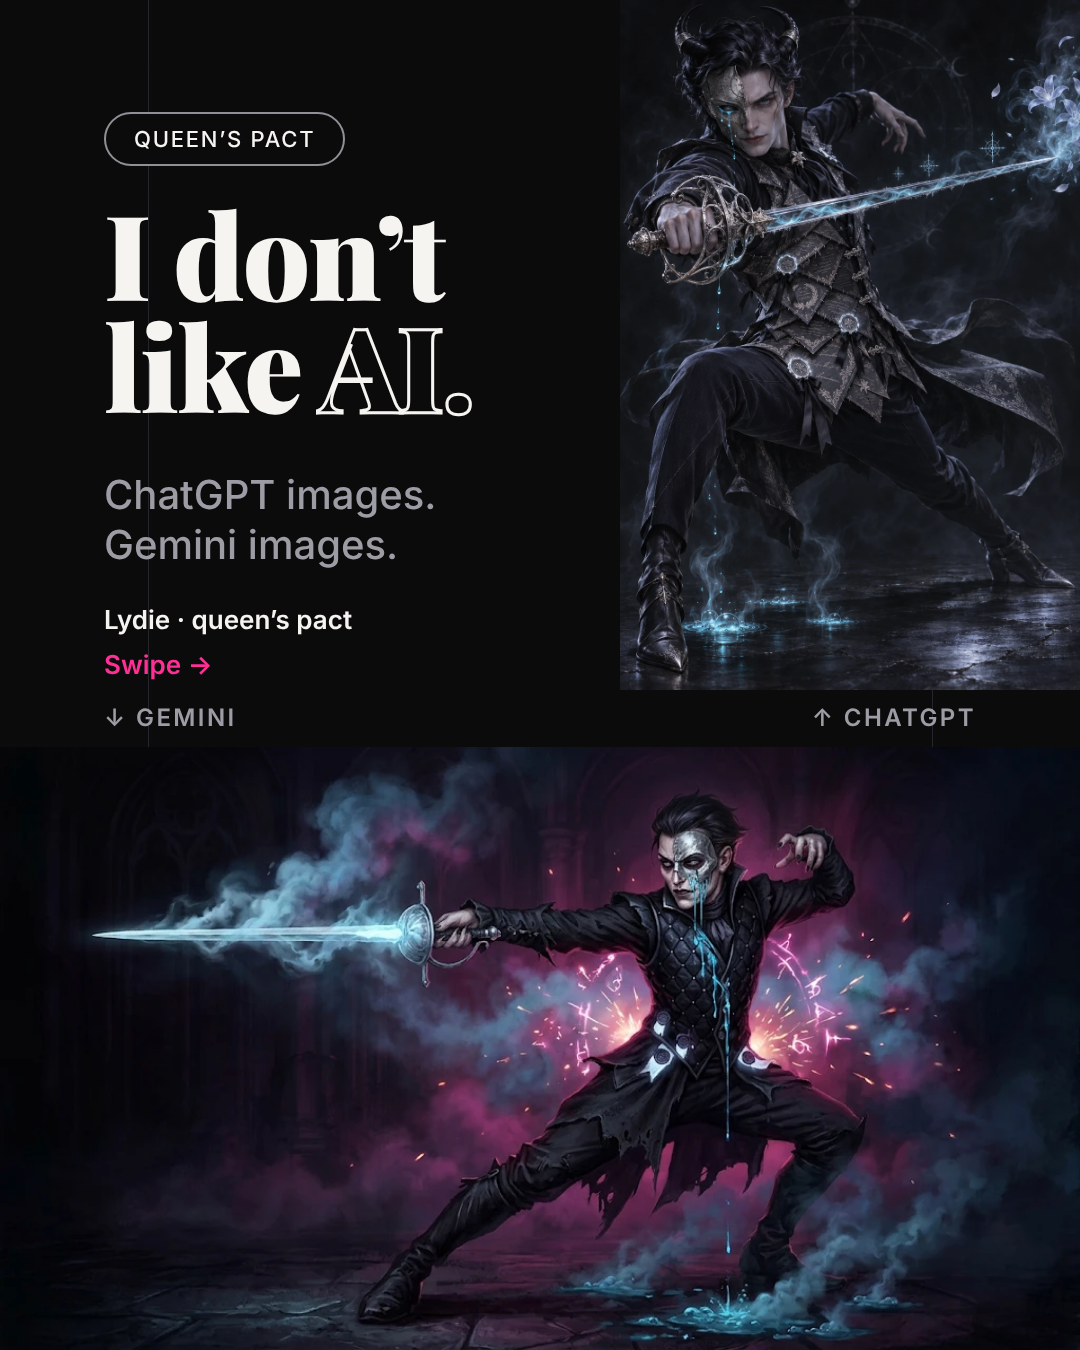 QUEEN’S PACT
I don’t
like AI.
ChatGPT images.
Gemini images.
Lydie · queen’s pact
Swipe →
↓ GEMINI
↑ CHATGPT